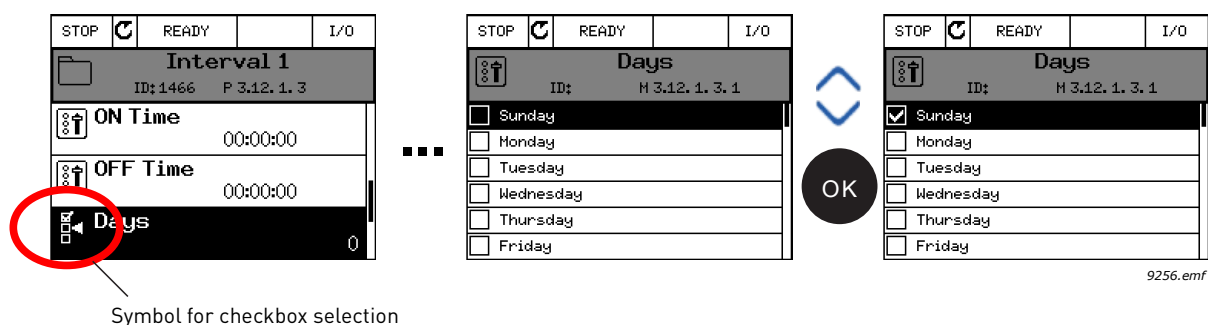 STOP READY I/O
Interval 1
ID:1466 P 3.12.1.3
ON Time
00:00:00
OFF Time
00:00:00
Days
0
Symbol for checkbox selection
STOP READY I/O
Days
ID: M 3.12.1.3.1
Sunday
Monday
Tuesday
Wednesday
Thursday
Friday
OK
STOP READY I/O
Days
ID: M 3.12.1.3.1
Sunday
Monday
Tuesday
Wednesday
Thursday
Friday
9256.emf